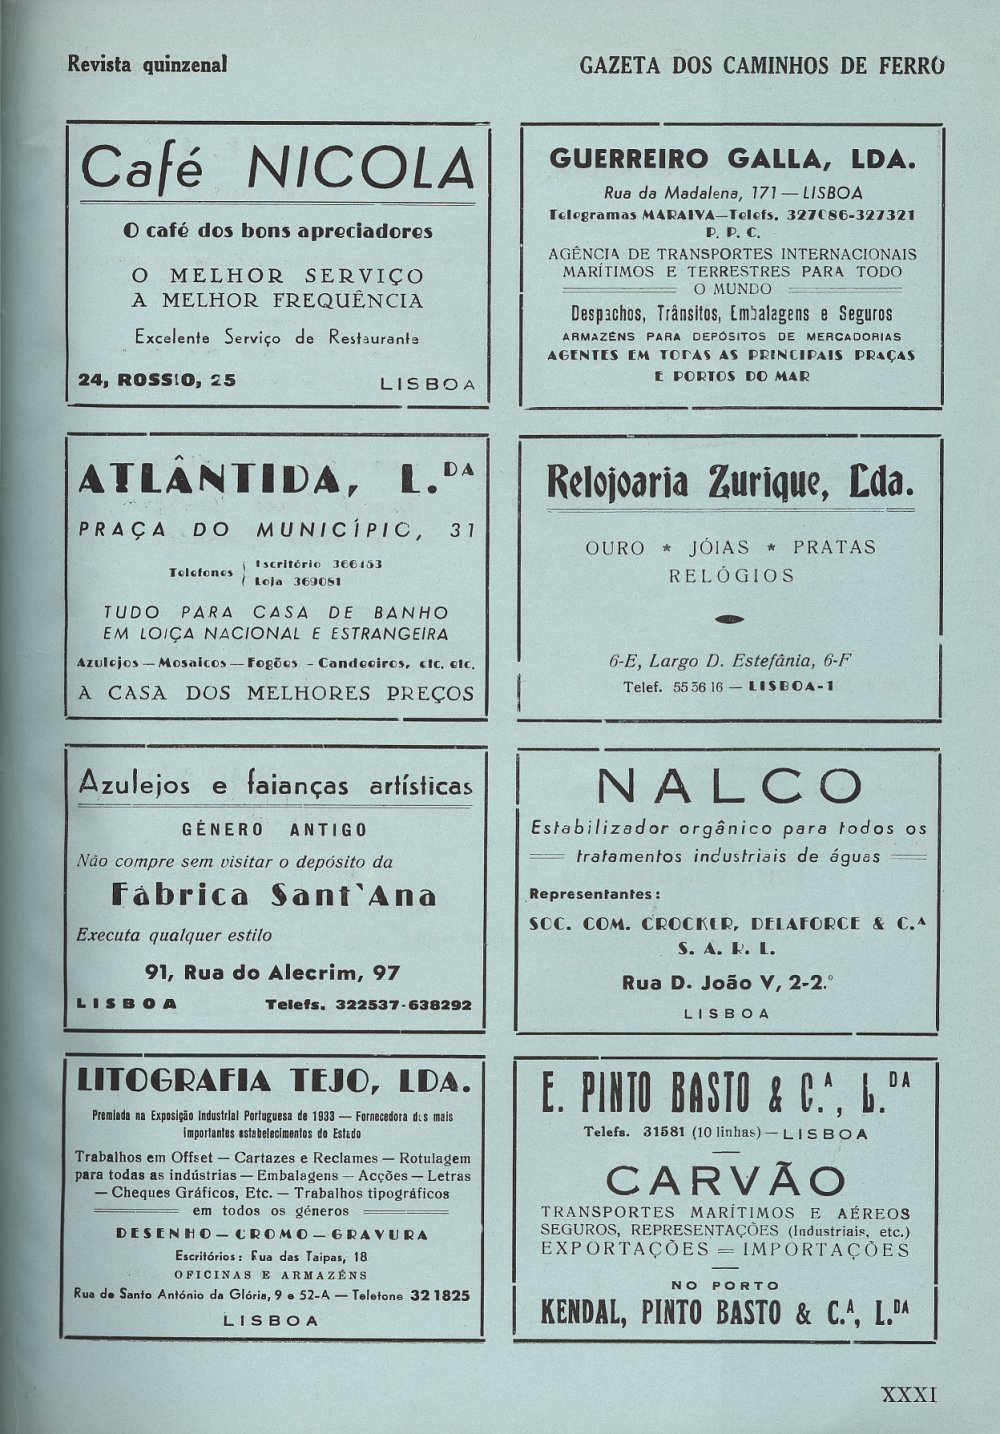 Revista quinzenal
GAZETA DOS CAMINHOS DE FERRO
Café NICOLA
O café dos bons apreciadores
O MELHOR SERVIÇO
A MELHOR FREQUÊNCIA
Excelente Serviço de Restaurante
24, ROSSIO, 25 LISBOA
GUERREIRO GALLA, LDA.
Rua da Madalena, 171 — LISBOA
Telegramas MARAIVA—Telefs. 327086-327321
P. P. C.
AGÊNCIA DE TRANSPORTES INTERNACIONAIS
MARÍTIMOS E TERRESTRES PARA TODO
O MUNDO
Despachos, Trânsitos, Embalagens e Seguros
ARMAZÉNS PARA DEPÓSITOS DE MERCADORIAS
AGENTES EM TODAS AS PRINCIPAIS PRAÇAS
E PORTOS DO MAR
ATLÂNTIDA, L.DA
PRAÇA DO MUNICÍPIO, 31
Telefones
Escritório 366453
Loja 369081
TUDO PARA CASA DE BANHO
EM LOIÇA NACIONAL E ESTRANGEIRA
Azulejos — Mosaicos — Fogões - Candeeiros, etc. etc.
A CASA DOS MELHORES PREÇOS
Relojoaria Zurique, Lda.
OURO * JÓIAS * PRATAS
RELÓGIOS
6-E, Largo D. Estefânia, 6-F
Telef. 55 36 16 — LISBOA-1
Azulejos e faianças artísticas
GÉNERO ANTIGO
Não compre sem visitar o depósito da
Fábrica Sant'Ana
Executa qualquer estilo
91, Rua do Alecrim, 97
LISBOA Telefs. 322537-638292
NALCO
Estabilizador orgânico para todos os
tratamentos industriais de águas
Representantes:
SOC. COM. CROCKER, DELAFORCE & C.A
S. A. R. L.
Rua D. João V, 2-2.º
LISBOA
LITOGRAFIA TEJO, LDA.
Premiada na Exposição Industrial Portuguesa de 1933 — Fornecedora dos mais
importantes estabelecimentos do Estado
Trabalhos em Offset — Cartazes e Reclames — Rotulagem
para todas as indústrias — Embalagens — Acções — Letras
— Cheques Gráficos, Etc. — Trabalhos tipográficos
em todos os géneros
DESENHO — CROMO — GRAVURA
Escritórios: Rua das Taipas, 18
OFICINAS E ARMAZÉNS
Rua de Santo António da Glória, 9 e 52-A — Teletone 321825
LISBOA
E. PINTO BASTO & C.A, L.DA
Telefs. 31581 (10 linhas) — LISBOA
CARVÃO
TRANSPORTES MARÍTIMOS E AÉREOS
SEGUROS, REPRESENTAÇÕES (Industriais, etc.)
EXPORTAÇÕES = IMPORTAÇÕES
NO PORTO
KENDAL, PINTO BASTO & C.A, L.DA
XXXI